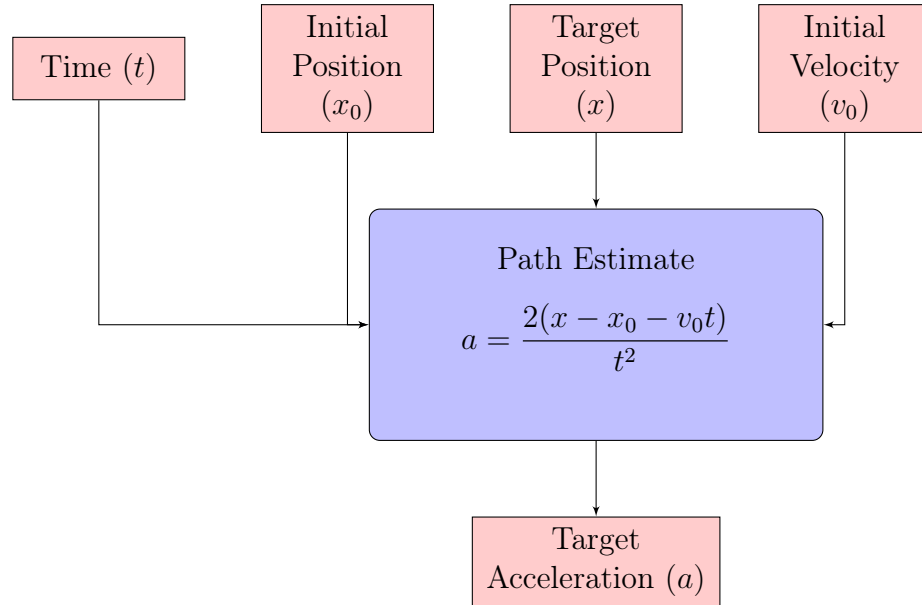 Time (t)
Initial
Position
(x₀)
Target
Position
(x)
Initial
Velocity
(v₀)
Path Estimate
a = 2(x − x₀ − v₀t) / t²
Target
Acceleration (a)